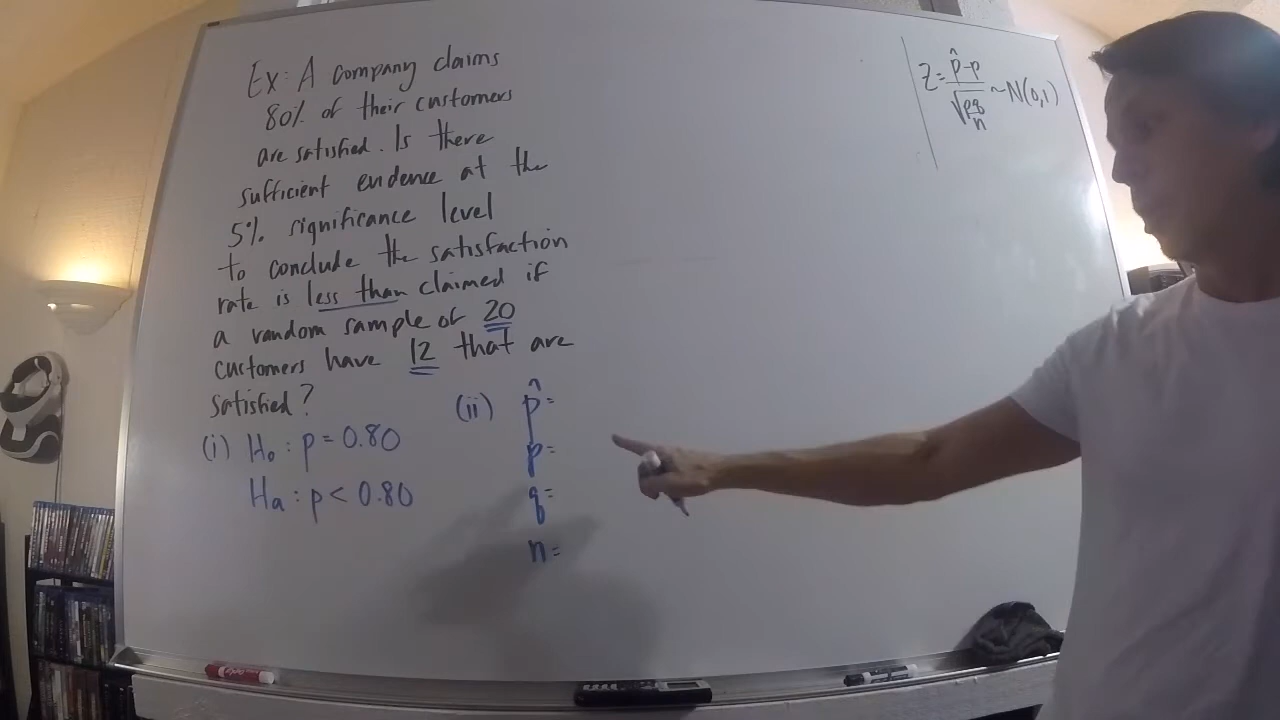 Ex: A company claims
80% of their customers
are satisfied. Is there
sufficient evidence at the
5% significance level
to conclude the satisfaction
rate is less than claimed if
a random sample of 20
customers have 12 that are
satisfied?
(i) H₀: p = 0.80
Hₐ: p < 0.80
(ii) p̂ =
p =
q =
n =
Z = (p̂ - p) / √(pq/n) ~ N(0,1)